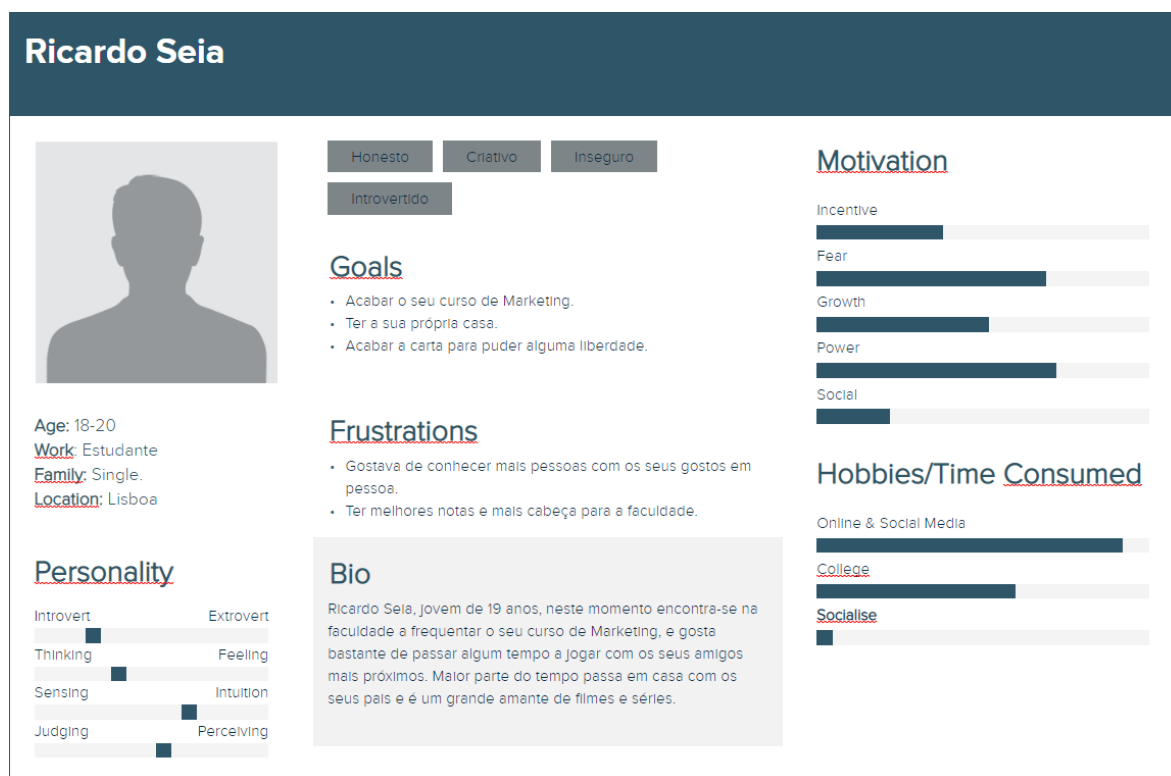 Ricardo Seia
Honesto
Criativo
Inseguro
Introvertido
Goals
• Acabar o seu curso de Marketing.
• Ter a sua própria casa.
• Acabar a carta para puder alguma liberdade.
Frustrations
• Gostava de conhecer mais pessoas com os seus gostos em
pessoa.
• Ter melhores notas e mais cabeça para a faculdade.
Bio
Ricardo Seia, jovem de 19 anos, neste momento encontra-se na
faculdade a frequentar o seu curso de Marketing, e gosta
bastante de passar algum tempo a jogar com os seus amigos
mais próximos. Maior parte do tempo passa em casa com os
seus pais e é um grande amante de filmes e séries.
Age: 18-20
Work: Estudante
Family: Single.
Location: Lisboa
Personality
Introvert Extrovert
Thinking Feeling
Sensing Intuition
Judging Perceiving
Motivation
Incentive
Fear
Growth
Power
Social
Hobbies/Time Consumed
Online & Social Media
College
Socialise